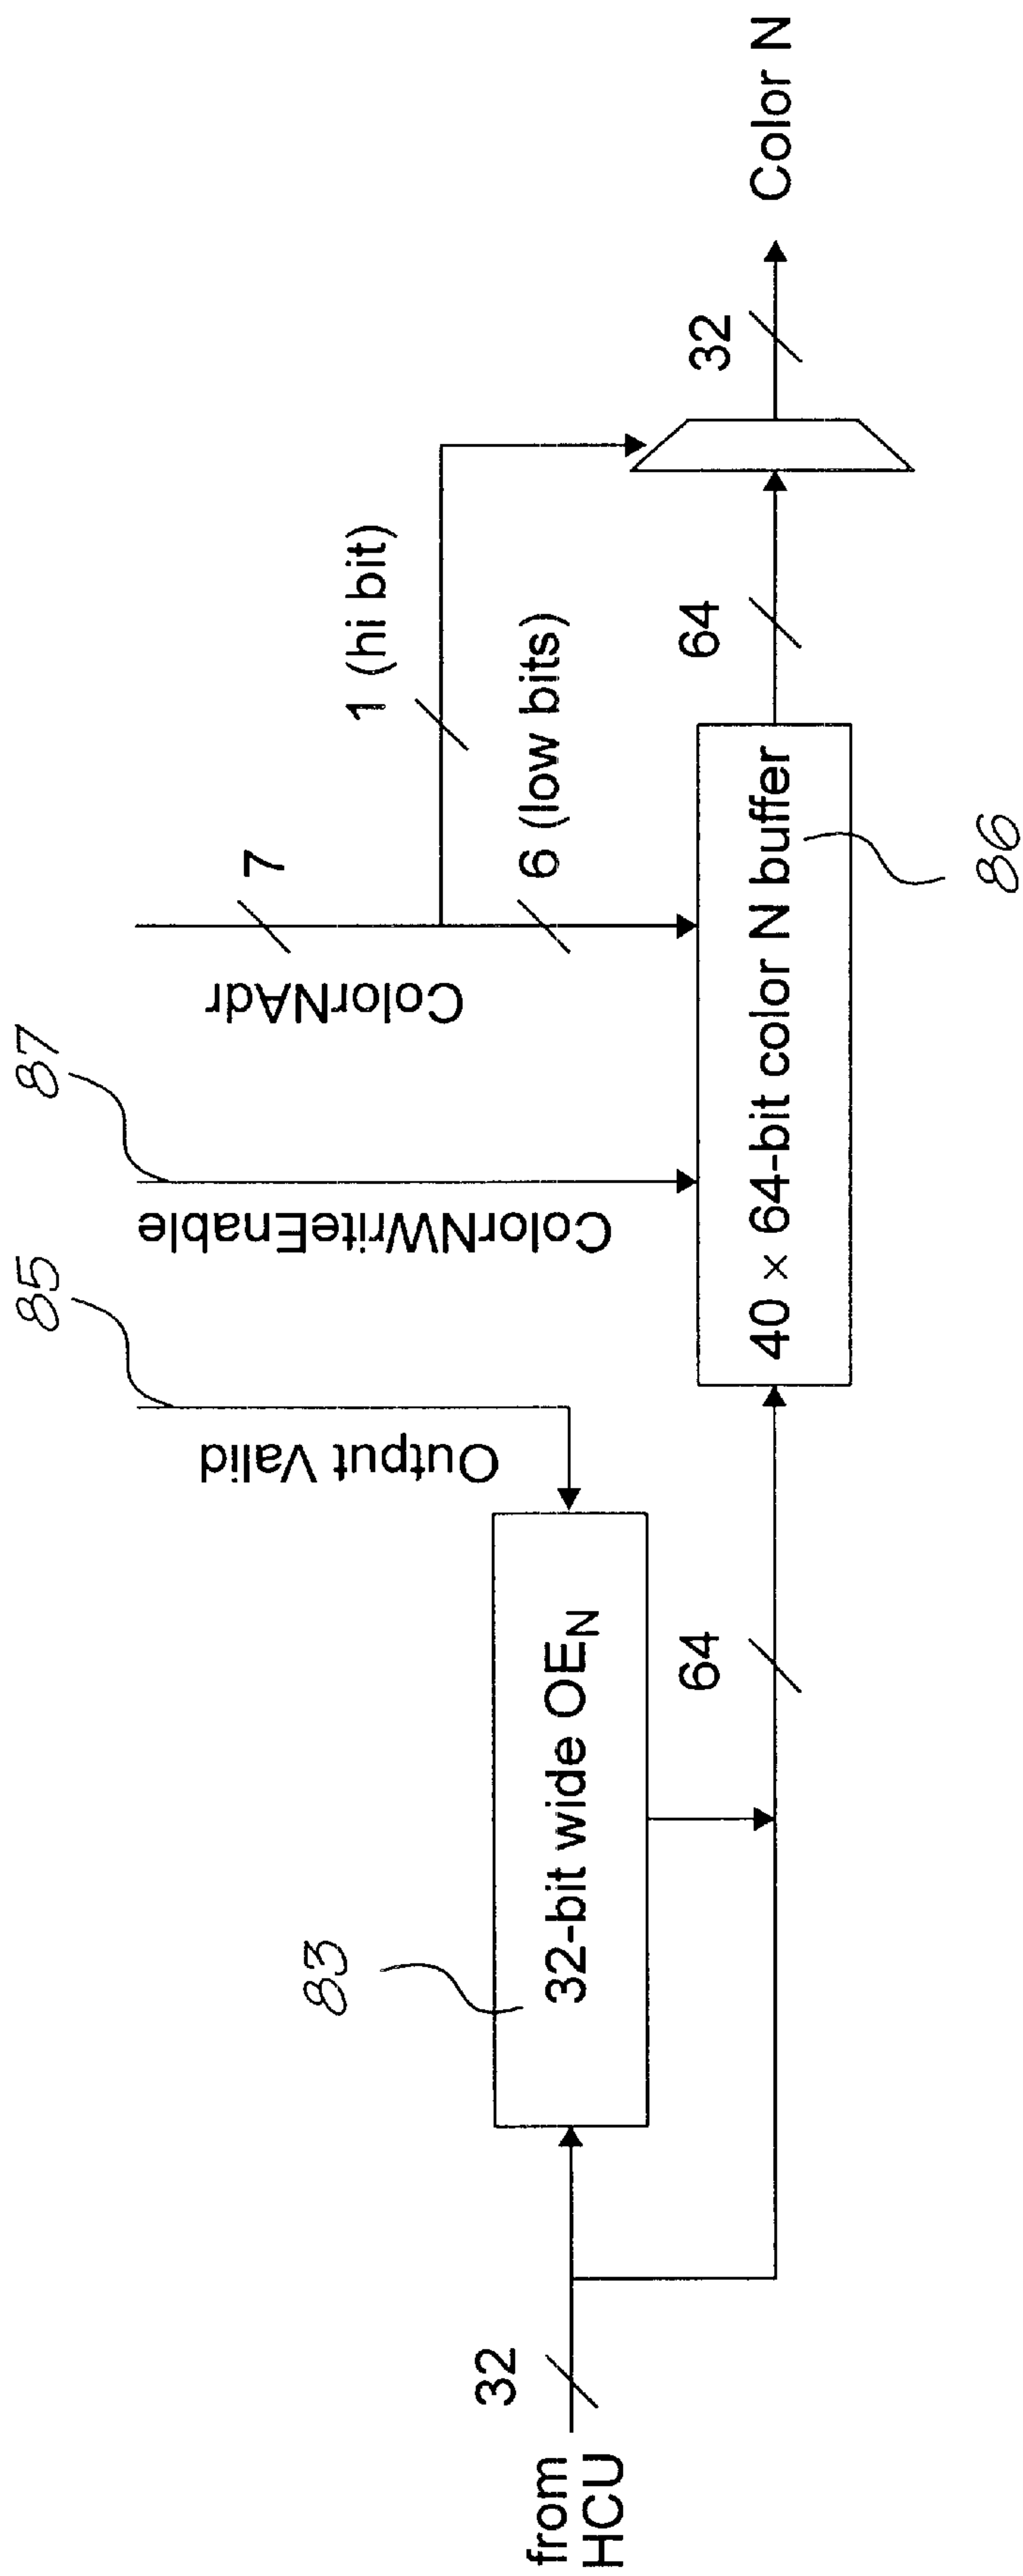 from
HCU
32
83
32-bit wide OEN
Output Valid
85
64
ColorNWriteEnable
87
ColorNAdr
7
1 (hi bit)
6 (low bits)
40 × 64-bit color N buffer
86
64
32
Color N